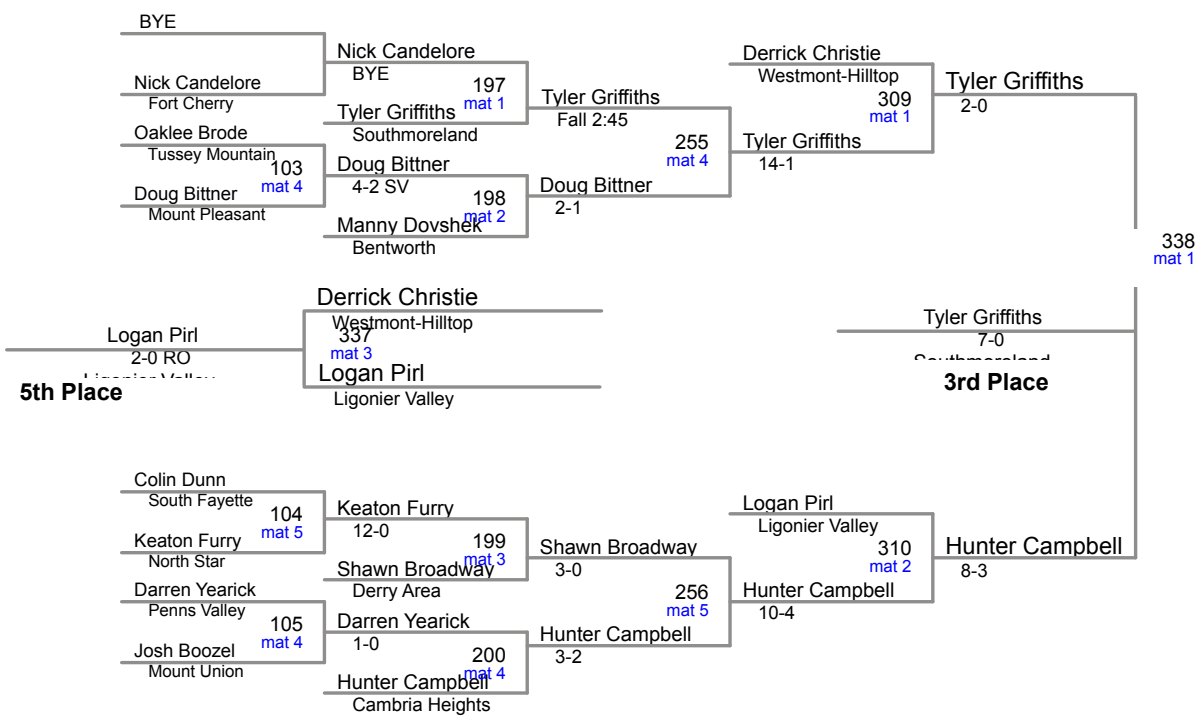 BYE
Nick Candelore
Fort Cherry
Oaklee Brode
Tussey Mountain
103
mat 4
Doug Bittner
Mount Pleasant
Nick Candelore
BYE
197
mat 1
Tyler Griffiths
Southmoreland
Doug Bittner
4-2 SV
198
mat 2
Manny Dovshek
Bentworth
Tyler Griffiths
Fall 2:45
255
mat 4
Doug Bittner
2-1
Derrick Christie
Westmont-Hilltop
309
mat 1
Tyler Griffiths
14-1
Tyler Griffiths
2-0
338
mat 1
Derrick Christie
Westmont-Hilltop
337
mat 3
Logan Pirl
Ligonier Valley
Logan Pirl
2-0 RO
Ligonier Valley
5th Place
Tyler Griffiths
7-0
Southmoreland
3rd Place
Colin Dunn
South Fayette
104
mat 5
Keaton Furry
North Star
Darren Yearick
Penns Valley
105
mat 4
Josh Boozel
Mount Union
Keaton Furry
12-0
199
mat 3
Shawn Broadway
Derry Area
Darren Yearick
1-0
200
mat 4
Hunter Campbell
Cambria Heights
Shawn Broadway
3-0
256
mat 5
Hunter Campbell
3-2
Logan Pirl
Ligonier Valley
310
mat 2
Hunter Campbell
10-4
Hunter Campbell
8-3